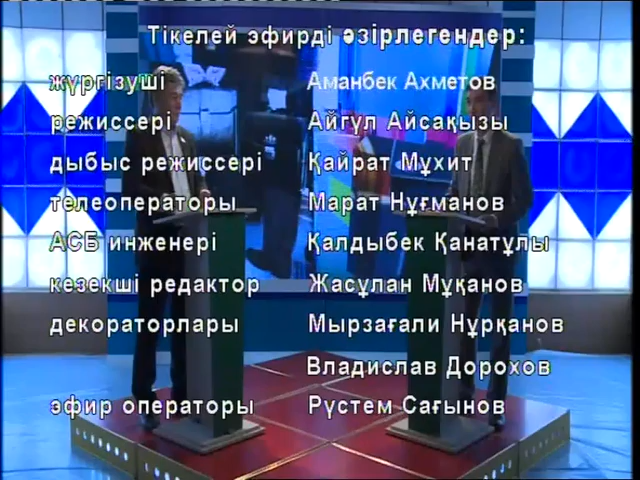 Тікелей эфирді әзірлегендер:
жүргізуші Аманбек Ахметов
режиссері Айгүл Айсақызы
дыбыс режиссері Қайрат Мұхит
телеоператоры Марат Нұғманов
АСБ инженері Қалдыбек Қанатұлы
кезекші редактор Жасұлан Мұқанов
декораторлары Мырзағали Нұрқанов
Владислав Дорохов
эфир операторы Рүстем Сағынов